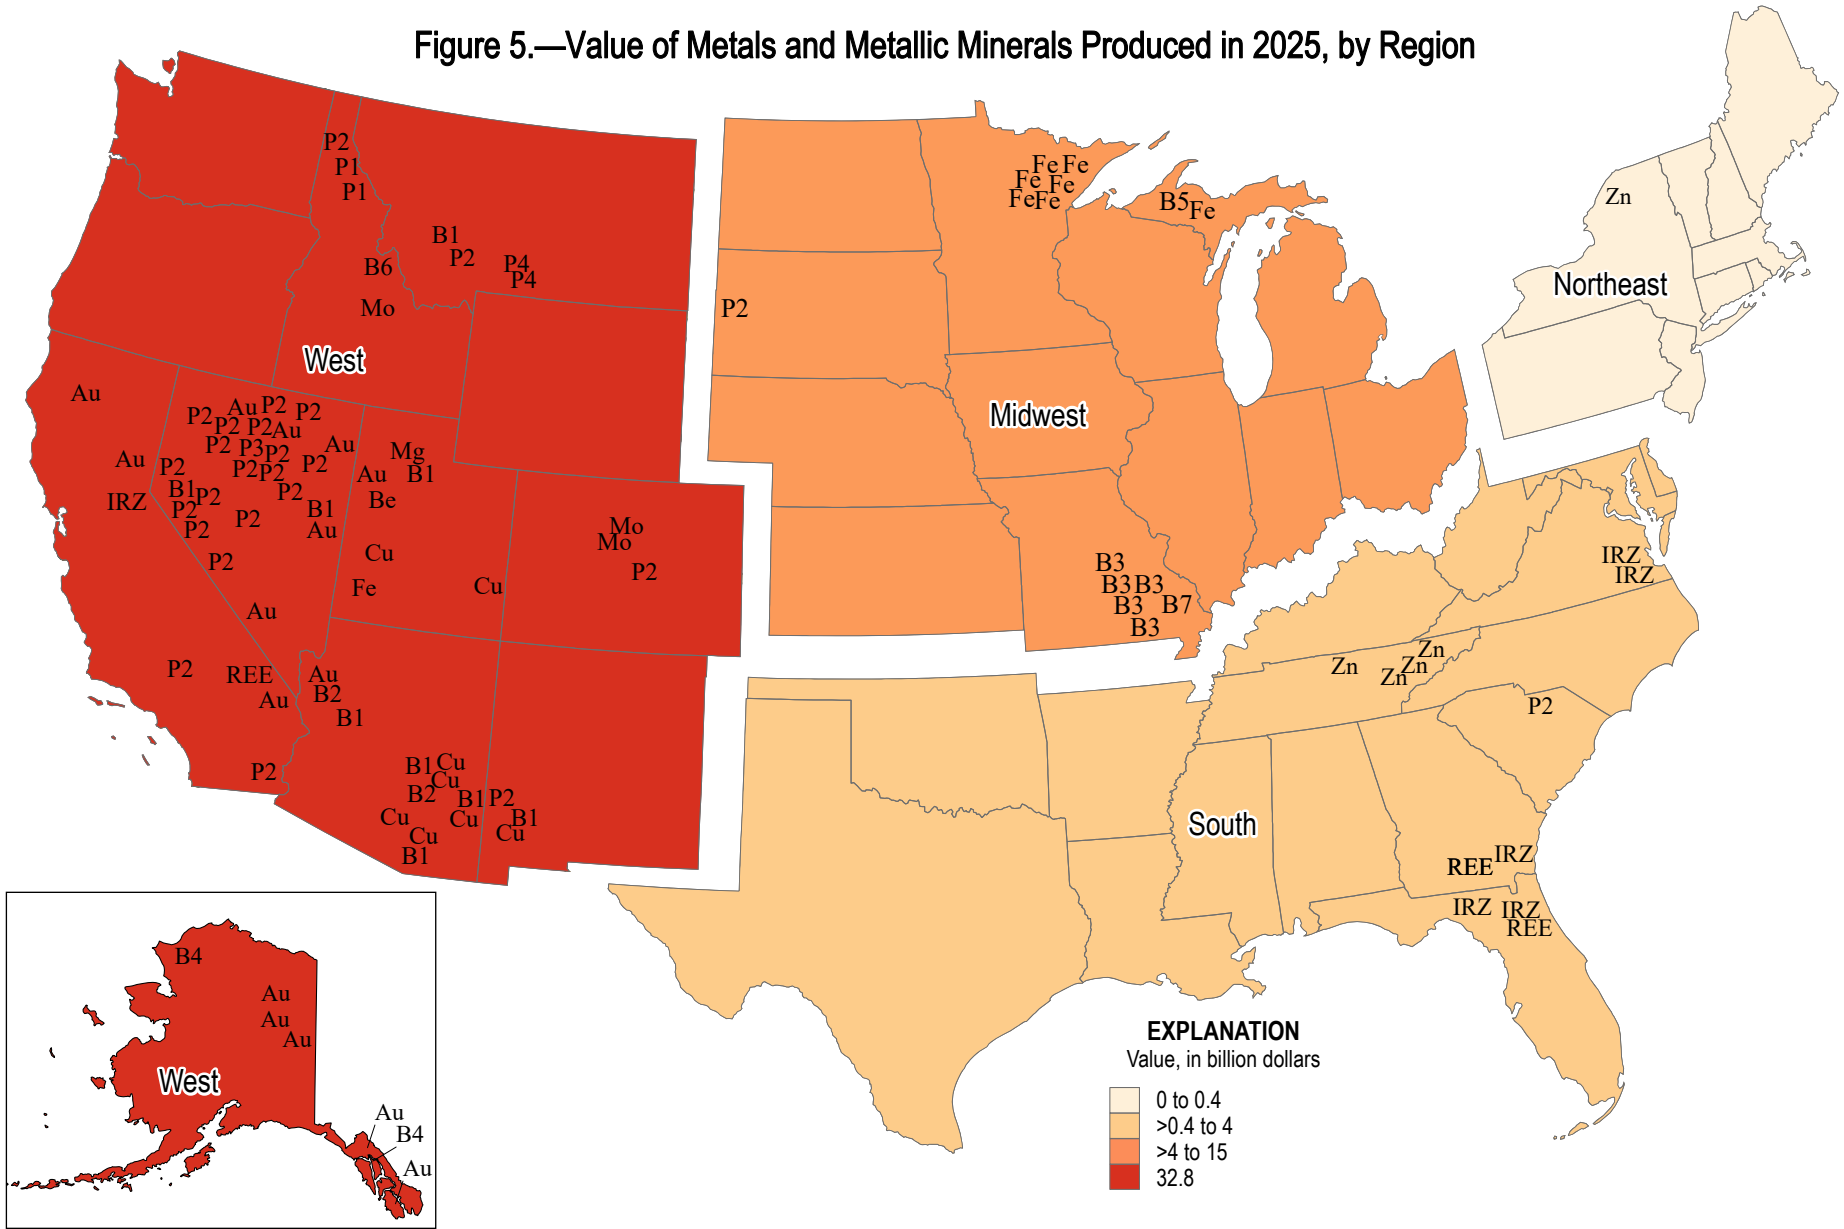 Figure 5.—Value of Metals and Metallic Minerals Produced in 2025, by Region
P2
P1
P1
B1
P2
P4
P4
B6
Mo
West
Au
Au
IRZ
P2
REE
Au
P2
P2
Au
P2
P2
P2
P2
Au
P2
P3
P2
Au
P2
P2
P2
P2
P2
B1
P2
P2
P2
P2
B1
Au
P2
P2
Au
Mg
Au
B1
Be
Cu
Fe
Cu
Mo
Mo
P2
Au
B2
B1
B1
Cu
Cu
B2
B1
Cu
Cu
Cu
B1
P2
B1
Cu
Fe
Fe
Fe
Fe
Fe
Fe
B5
Fe
P2
Midwest
B3
B3
B3
B3
B7
B3
Zn
Northeast
IRZ
IRZ
Zn
Zn
Zn
Zn
P2
South
IRZ
REE
IRZ
IRZ
REE
B4
Au
Au
Au
West
Au
B4
Au
EXPLANATION
Value, in billion dollars
0 to 0.4
>0.4 to 4
>4 to 15
32.8